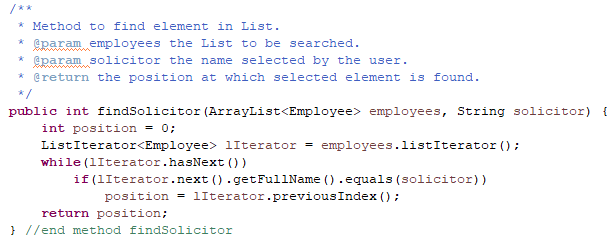 /**
 * Method to find element in List.
 * @param employees the List to be searched.
 * @param solicitor the name selected by the user.
 * @return the position at which selected element is found.
 */
public int findSolicitor(ArrayList<Employee> employees, String solicitor) {
    int position = 0;
    ListIterator<Employee> lIterator = employees.listIterator();
    while(lIterator.hasNext())
        if(lIterator.next().getFullName().equals(solicitor))
            position = lIterator.previousIndex();
    return position;
} //end method findSolicitor